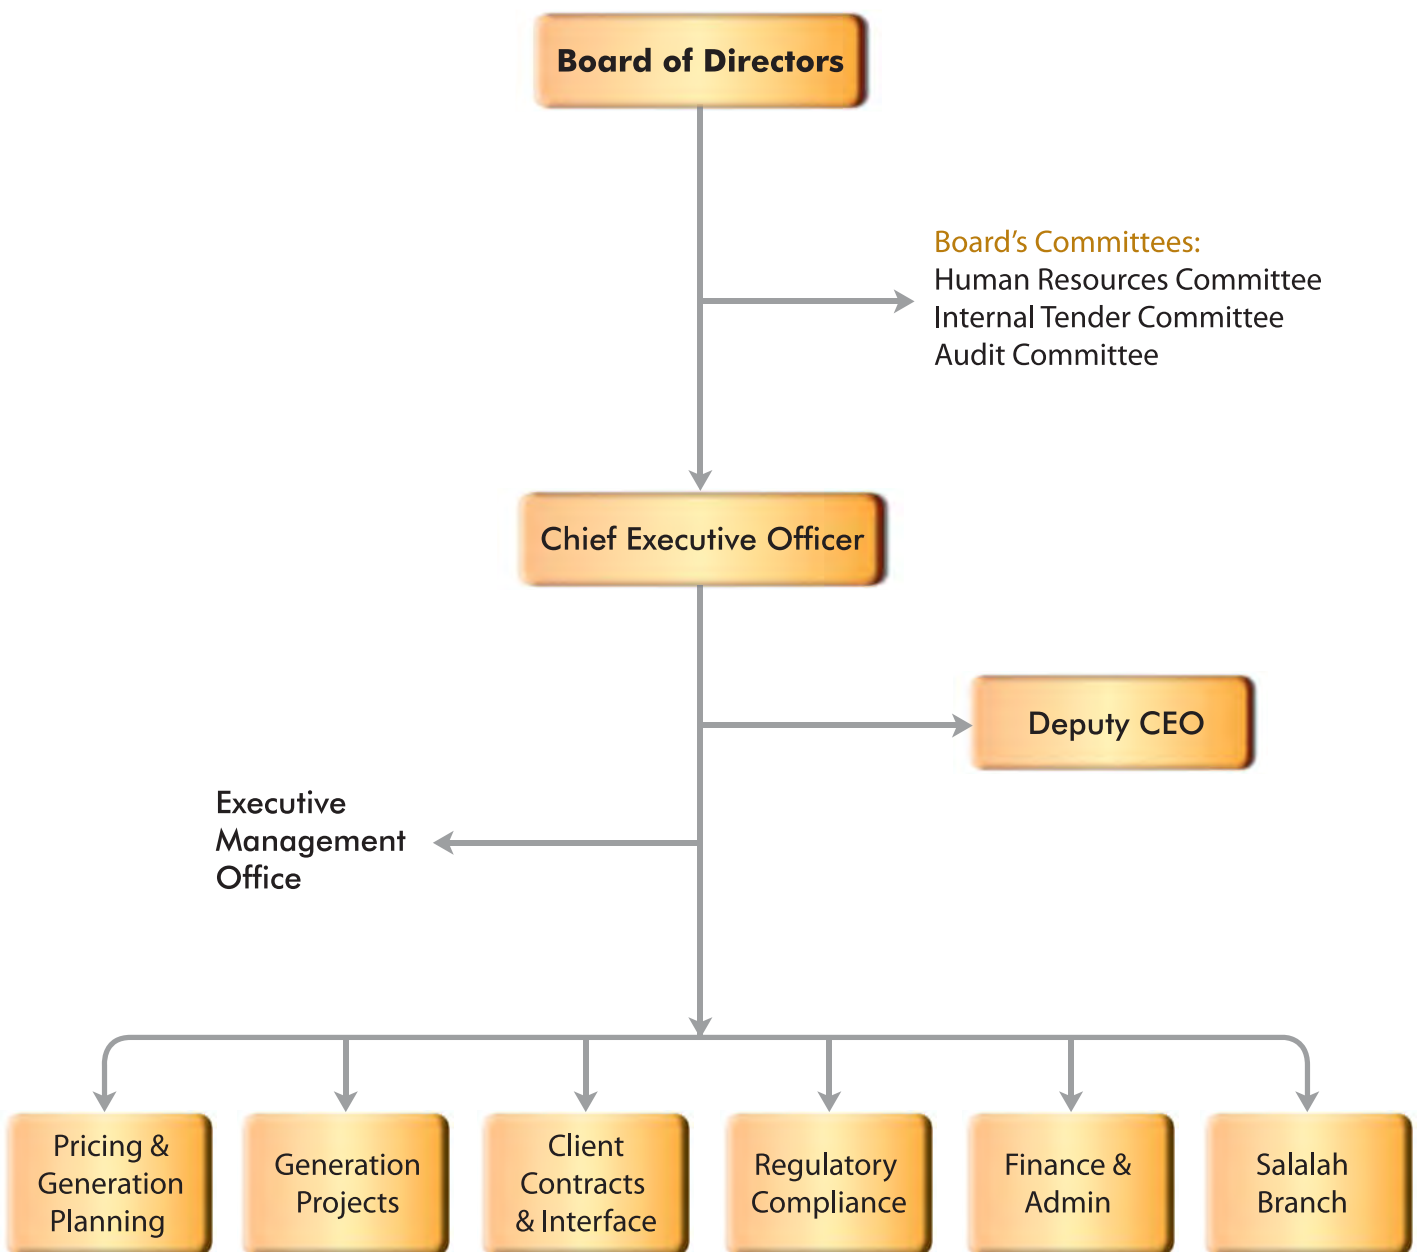 Board of Directors
Board's Committees:
Human Resources Committee
Internal Tender Committee
Audit Committee
Chief Executive Officer
Deputy CEO
Executive
Management
Office
Pricing &
Generation
Planning
Generation
Projects
Client
Contracts
& Interface
Regulatory
Compliance
Finance &
Admin
Salalah
Branch